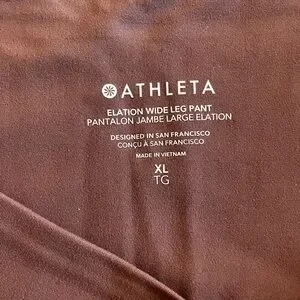 ATHLETA
ELATION WIDE LEG PANT
PANTALON JAMBE LARGE ELATION
DESIGNED IN SAN FRANCISCO
CONÇU À SAN FRANCISCO
MADE IN VIETNAM
XL
TG